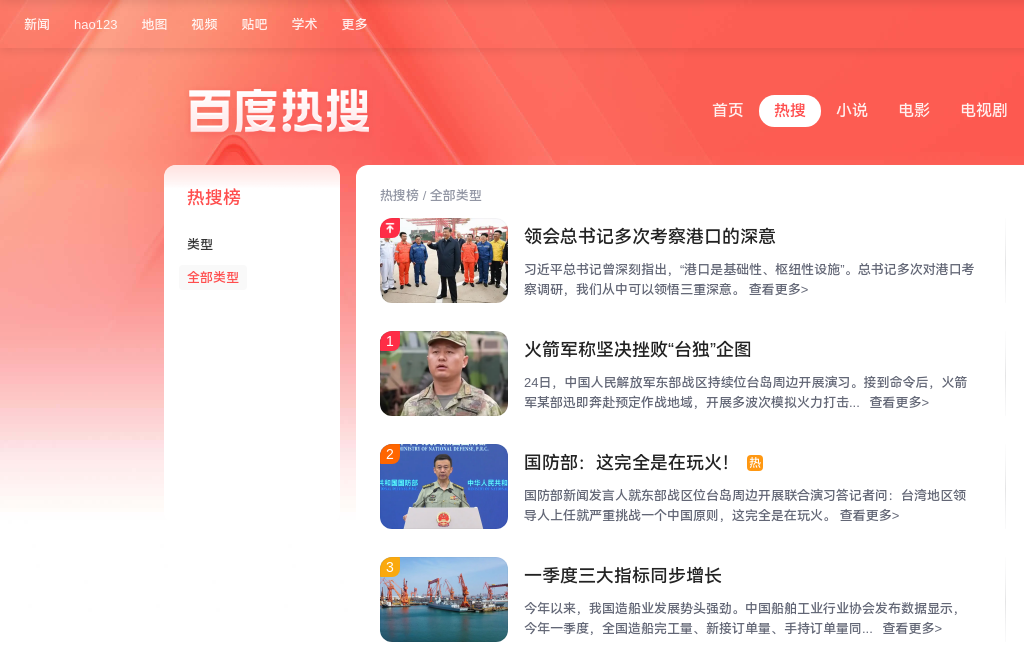 新闻 hao123 地图 视频 贴吧 学术 更多
百度热搜
首页 热搜 小说 电影 电视剧
热搜榜
类型
全部类型
热搜榜 / 全部类型
领会总书记多次考察港口的深意
习近平总书记曾深刻指出，“港口是基础性、枢纽性设施”。总书记多次对港口考
察调研，我们从中可以领悟三重深意。 查看更多>
1
火箭军称坚决挫败“台独”企图
24日，中国人民解放军东部战区持续位台岛周边开展演习。接到命令后，火箭
军某部迅即奔赴预定作战地域，开展多波次模拟火力打击... 查看更多>
2
MINISTRY OF NATIONAL DEFENSE, P.R.C.
共和国国防部 中华人民共和
国防部：这完全是在玩火！ 热
国防部新闻发言人就东部战区位台岛周边开展联合演习答记者问：台湾地区领
导人上任就严重挑战一个中国原则，这完全是在玩火。 查看更多>
3
一季度三大指标同步增长
今年以来，我国造船业发展势头强劲。中国船舶工业行业协会发布数据显示，
今年一季度，全国造船完工量、新接订单量、手持订单量同... 查看更多>